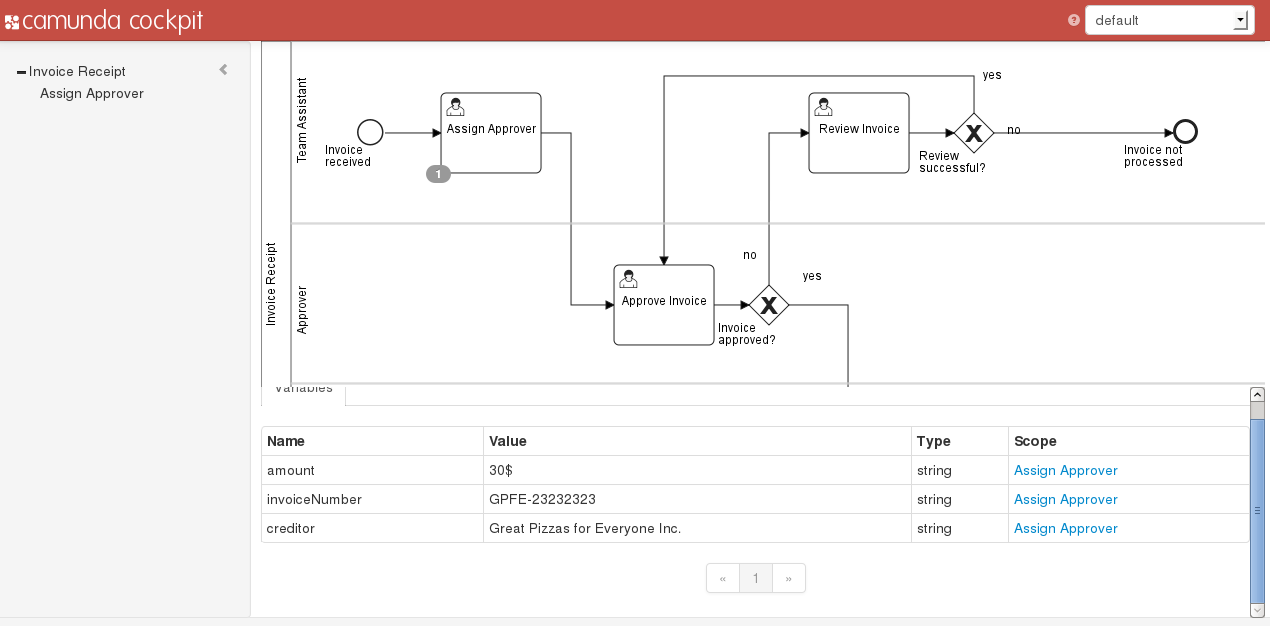 camunda cockpit
?
default
Invoice Receipt
Assign Approver
Invoice Receipt
Team Assistant
Approver
Invoice
received
Assign Approver
1
Review Invoice
yes
no
Review
successful?
Invoice not
processed
Approve Invoice
no
yes
Invoice
approved?
Variables
Name Value Type Scope
amount 30$ string Assign Approver
invoiceNumber GPFE-23232323 string Assign Approver
creditor Great Pizzas for Everyone Inc. string Assign Approver
« 1 »